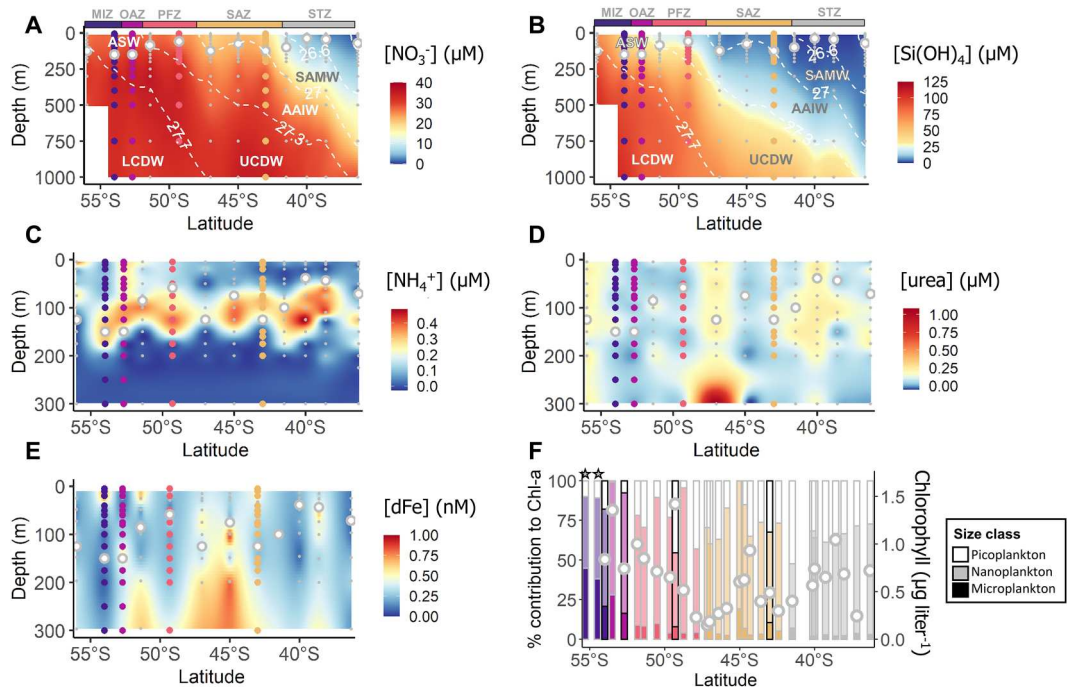 MIZ OAZ PFZ SAZ STZ
A
ASW
26.6
SAMW
27
AAIW
27.3
27.7
LCDW UCDW
[NO₃⁻] (µM)
40
30
20
10
0
0
250
500
750
1000
Depth (m)
55°S 50°S 45°S 40°S
Latitude
MIZ OAZ PFZ SAZ STZ
B
ASW
26.6
SAMW
27
AAIW
27.7
LCDW UCDW
[Si(OH)₄] (µM)
125
100
75
50
25
0
0
250
500
750
1000
Depth (m)
55°S 50°S 45°S 40°S
Latitude
C
[NH₄⁺] (µM)
0.4
0.3
0.2
0.1
0.0
0
100
200
300
Depth (m)
55°S 50°S 45°S 40°S
Latitude
D
[urea] (µM)
1.00
0.75
0.50
0.25
0.00
0
100
200
300
Depth (m)
55°S 50°S 45°S 40°S
Latitude
E
[dFe] (nM)
1.00
0.75
0.50
0.25
0.00
0
100
200
300
Depth (m)
55°S 50°S 45°S 40°S
Latitude
F
100
75
50
25
0
% contribution to Chl-a
1.5
1.0
0.5
0.0
Chlorophyll (µg liter⁻¹)
55°S 50°S 45°S 40°S
Latitude
Size class
Picoplankton
Nanoplankton
Microplankton